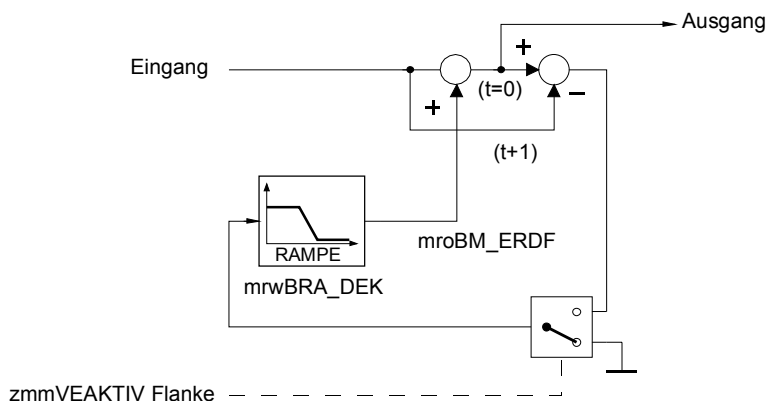 Ausgang
Eingang
+
+
−
(t=0)
(t+1)
RAMPE
mroBM_ERDF
mrwBRA_DEK
zmmVEAKTIV Flanke